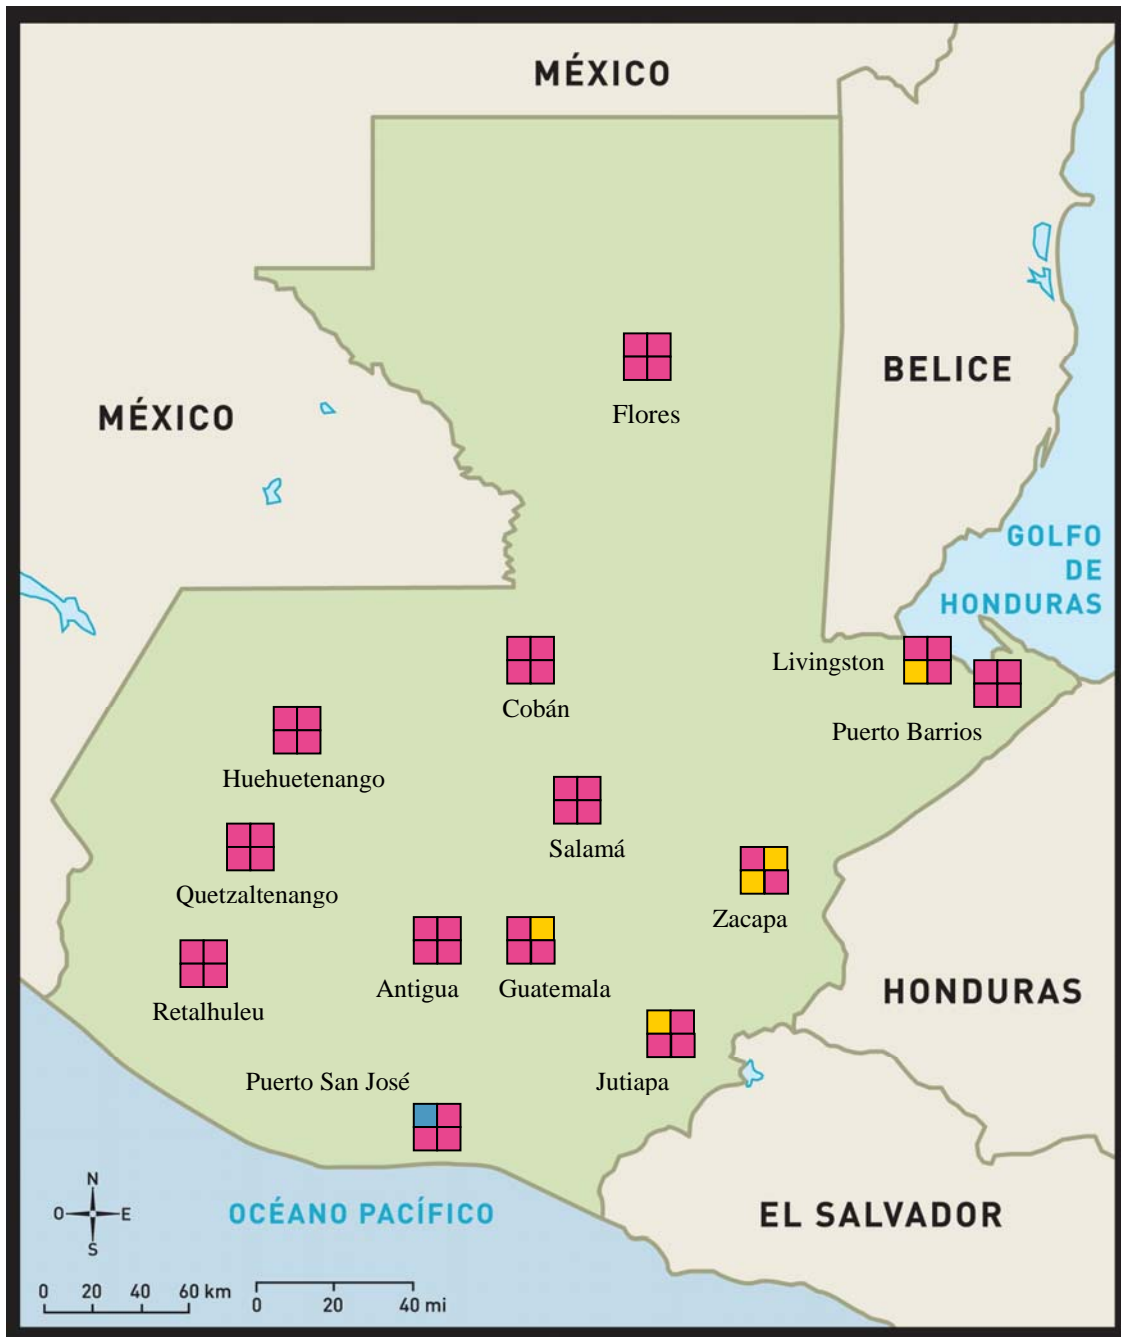 MÉXICO
MÉXICO
BELICE
Flores
GOLFO
DE
HONDURAS
Livingston
Cobán
Puerto Barrios
Huehuetenango
Salamá
Quetzaltenango
Zacapa
Antigua
Guatemala
Retalhuleu
HONDURAS
Puerto San José
Jutiapa
N
O
E
S
OCÉANO PACÍFICO
EL SALVADOR
0 20 40 60 km
0 20 40 mi